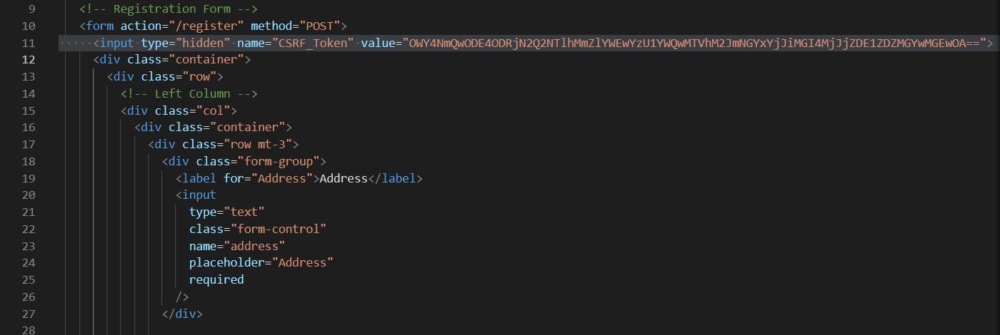 9 <!-- Registration Form -->
10 <form action="/register" method="POST">
11 <input type="hidden" name="CSRF_Token" value="OWY4NmQwODE4ODRjN2Q2NTlhMmZlYWEwYzU1YWQwMTVhM2JmNGYxYjJiMGI4MjJjZDE1ZDZMGYwMGEwOA==">
12 <div class="container">
13 <div class="row">
14 <!-- Left Column -->
15 <div class="col">
16 <div class="container">
17 <div class="row mt-3">
18 <div class="form-group">
19 <label for="Address">Address</label>
20 <input
21 type="text"
22 class="form-control"
23 name="address"
24 placeholder="Address"
25 required
26 />
27 </div>
28